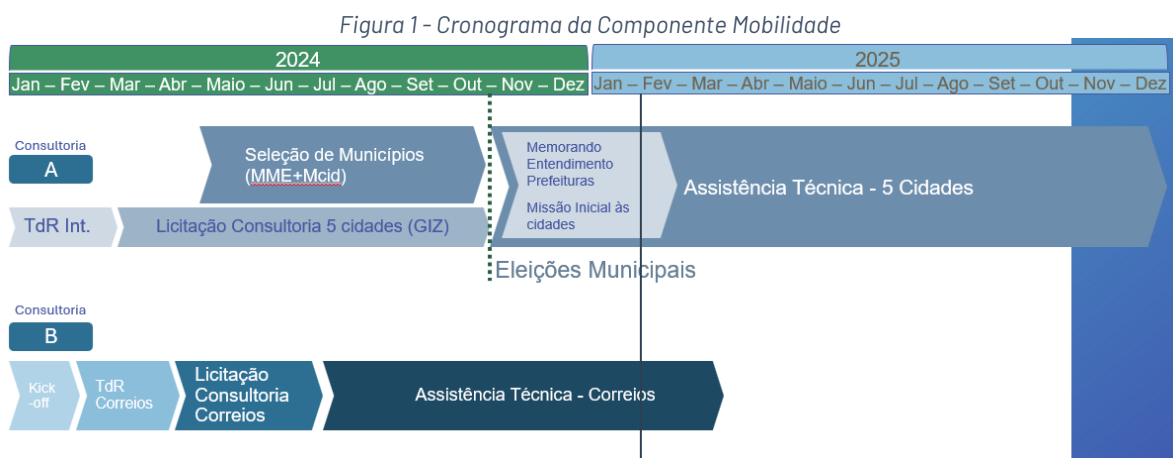 Figura 1 - Cronograma da Componente Mobilidade
2024
2025
Jan – Fev – Mar – Abr – Maio – Jun – Jul – Ago – Set – Out – Nov – Dez
Jan – Fev – Mar – Abr – Maio – Jun – Jul – Ago – Set – Out – Nov – Dez
Consultoria
A
Seleção de Municípios
(MME+Mcid)
Memorando
Entendimento
Prefeituras
Missão Inicial às
cidades
Assistência Técnica - 5 Cidades
TdR Int.
Licitação Consultoria 5 cidades (GIZ)
Eleições Municipais
Consultoria
B
Kick
-off
TdR
Correios
Licitação
Consultoria
Correios
Assistência Técnica - Correios